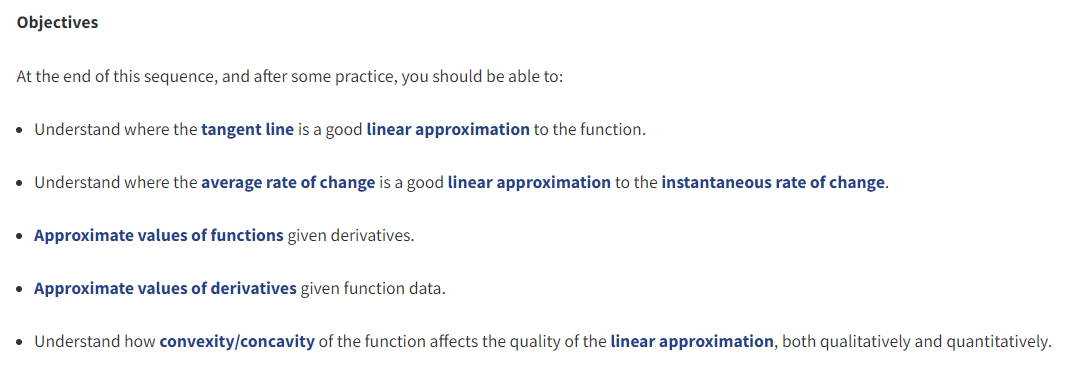 Objectives
At the end of this sequence, and after some practice, you should be able to:
• Understand where the tangent line is a good linear approximation to the function.
• Understand where the average rate of change is a good linear approximation to the instantaneous rate of change.
• Approximate values of functions given derivatives.
• Approximate values of derivatives given function data.
• Understand how convexity/concavity of the function affects the quality of the linear approximation, both qualitatively and quantitatively.